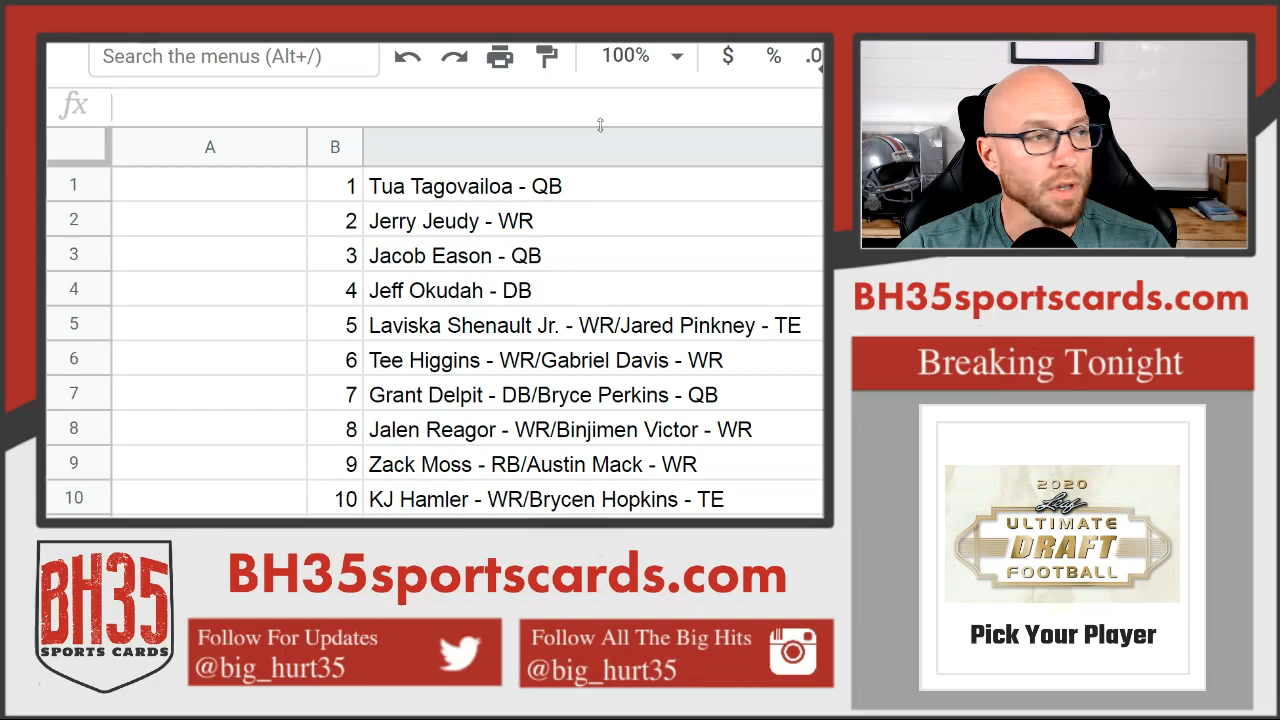 Search the menus (Alt+/)
100%
$
%
.0
fx
A
B
1 1 Tua Tagovailoa - QB
2 2 Jerry Jeudy - WR
3 3 Jacob Eason - QB
4 4 Jeff Okudah - DB
5 5 Laviska Shenault Jr. - WR/Jared Pinkney - TE
6 6 Tee Higgins - WR/Gabriel Davis - WR
7 7 Grant Delpit - DB/Bryce Perkins - QB
8 8 Jalen Reagor - WR/Binjimen Victor - WR
9 9 Zack Moss - RB/Austin Mack - WR
10 10 KJ Hamler - WR/Brycen Hopkins - TE
BH35sportscards.com
Breaking Tonight
2020
Leaf
ULTIMATE
DRAFT
FOOTBALL
Pick Your Player
BH35
SPORTS CARDS
BH35sportscards.com
Follow For Updates
@big_hurt35
Follow All The Big Hits
@big_hurt35